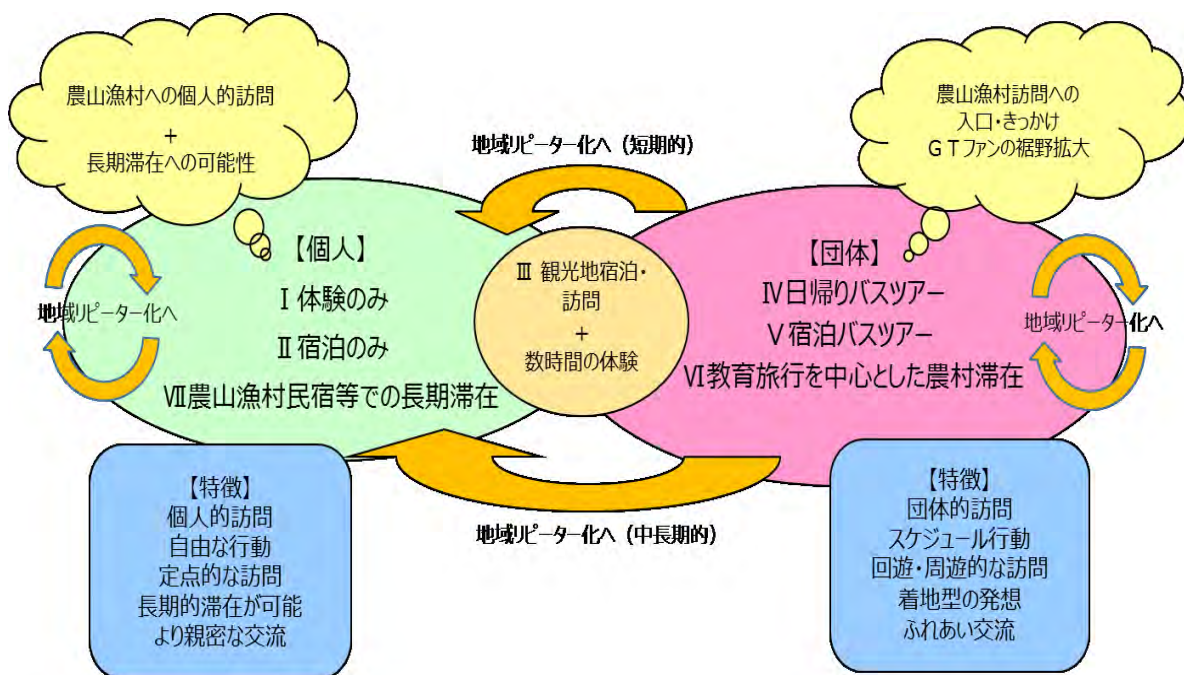 農山漁村への個人的訪問
+
長期滞在への可能性
農山漁村訪問への
入口・きっかけ
GTファンの裾野拡大
地域リピーター化へ（短期的）
【個人】
Ⅰ体験のみ
Ⅱ宿泊のみ
Ⅶ農山漁村民宿等での長期滞在
地域リピーター化へ
Ⅲ 観光地宿泊・
訪問
+
数時間の体験
【団体】
Ⅳ日帰りバスツアー
Ⅴ宿泊バスツアー
Ⅵ教育旅行を中心とした農村滞在
地域リピーター化へ
地域リピーター化へ（中長期的）
【特徴】
個人的訪問
自由な行動
定点的な訪問
長期的滞在が可能
より親密な交流
【特徴】
団体的訪問
スケジュール行動
回遊・周遊的な訪問
着地型の発想
ふれあい交流